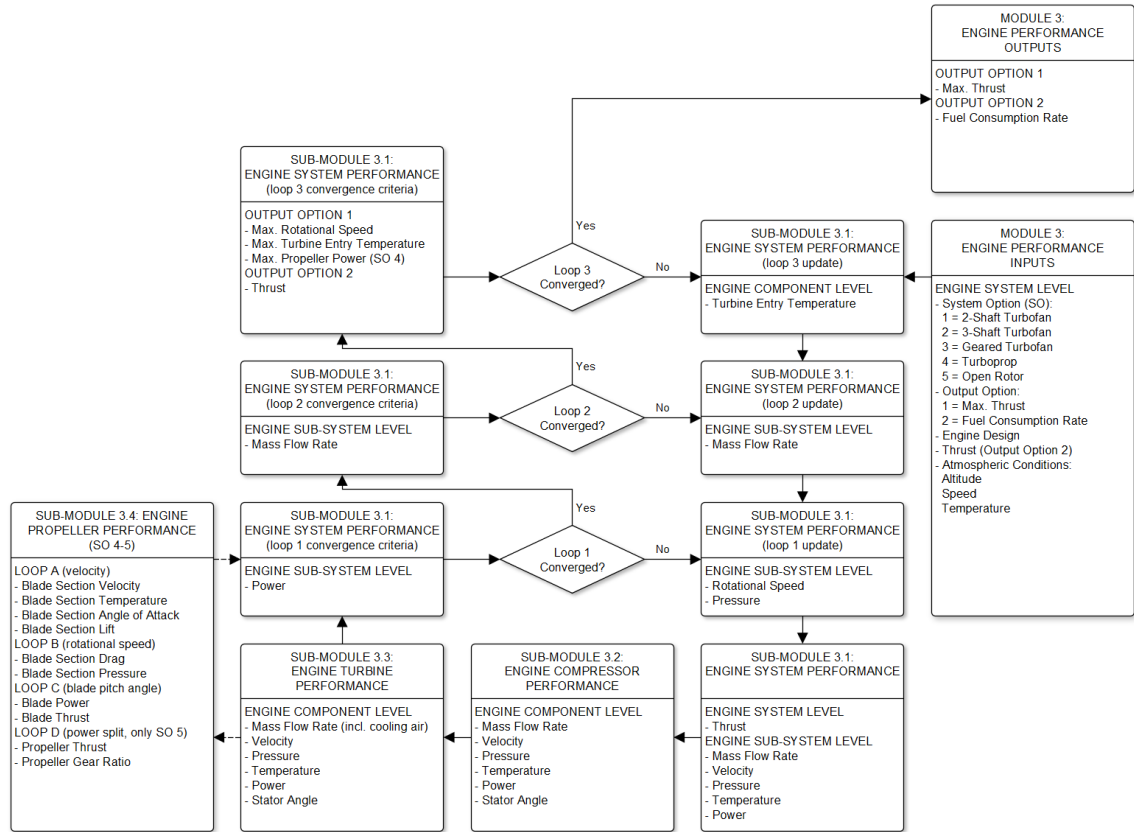 MODULE 3:
ENGINE PERFORMANCE
OUTPUTS
OUTPUT OPTION 1
- Max. Thrust
OUTPUT OPTION 2
- Fuel Consumption Rate
SUB-MODULE 3.1:
ENGINE SYSTEM PERFORMANCE
(loop 3 convergence criteria)
OUTPUT OPTION 1
- Max. Rotational Speed
- Max. Turbine Entry Temperature
- Max. Propeller Power (SO 4)
OUTPUT OPTION 2
- Thrust
Yes
Loop 3
Converged?
No
SUB-MODULE 3.1:
ENGINE SYSTEM PERFORMANCE
(loop 3 update)
ENGINE COMPONENT LEVEL
- Turbine Entry Temperature
MODULE 3:
ENGINE PERFORMANCE
INPUTS
ENGINE SYSTEM LEVEL
- System Option (SO):
1 = 2-Shaft Turbofan
2 = 3-Shaft Turbofan
3 = Geared Turbofan
4 = Turboprop
5 = Open Rotor
- Output Option:
1 = Max. Thrust
2 = Fuel Consumption Rate
- Engine Design
- Thrust (Output Option 2)
- Atmospheric Conditions:
Altitude
Speed
Temperature
SUB-MODULE 3.1:
ENGINE SYSTEM PERFORMANCE
(loop 2 convergence criteria)
ENGINE SUB-SYSTEM LEVEL
- Mass Flow Rate
Yes
Loop 2
Converged?
No
SUB-MODULE 3.1:
ENGINE SYSTEM PERFORMANCE
(loop 2 update)
ENGINE SUB-SYSTEM LEVEL
- Mass Flow Rate
SUB-MODULE 3.4: ENGINE
PROPELLER PERFORMANCE
(SO 4-5)
LOOP A (velocity)
- Blade Section Velocity
- Blade Section Temperature
- Blade Section Angle of Attack
- Blade Section Lift
LOOP B (rotational speed)
- Blade Section Drag
- Blade Section Pressure
LOOP C (blade pitch angle)
- Blade Power
- Blade Thrust
LOOP D (power split, only SO 5)
- Propeller Thrust
- Propeller Gear Ratio
SUB-MODULE 3.1:
ENGINE SYSTEM PERFORMANCE
(loop 1 convergence criteria)
ENGINE SUB-SYSTEM LEVEL
- Power
Yes
Loop 1
Converged?
No
SUB-MODULE 3.1:
ENGINE SYSTEM PERFORMANCE
(loop 1 update)
ENGINE SUB-SYSTEM LEVEL
- Rotational Speed
- Pressure
SUB-MODULE 3.3:
ENGINE TURBINE
PERFORMANCE
ENGINE COMPONENT LEVEL
- Mass Flow Rate (incl. cooling air)
- Velocity
- Pressure
- Temperature
- Power
- Stator Angle
SUB-MODULE 3.2:
ENGINE COMPRESSOR
PERFORMANCE
ENGINE COMPONENT LEVEL
- Mass Flow Rate
- Velocity
- Pressure
- Temperature
- Power
- Stator Angle
SUB-MODULE 3.1:
ENGINE SYSTEM PERFORMANCE
ENGINE SYSTEM LEVEL
- Thrust
ENGINE SUB-SYSTEM LEVEL
- Mass Flow Rate
- Velocity
- Pressure
- Temperature
- Power